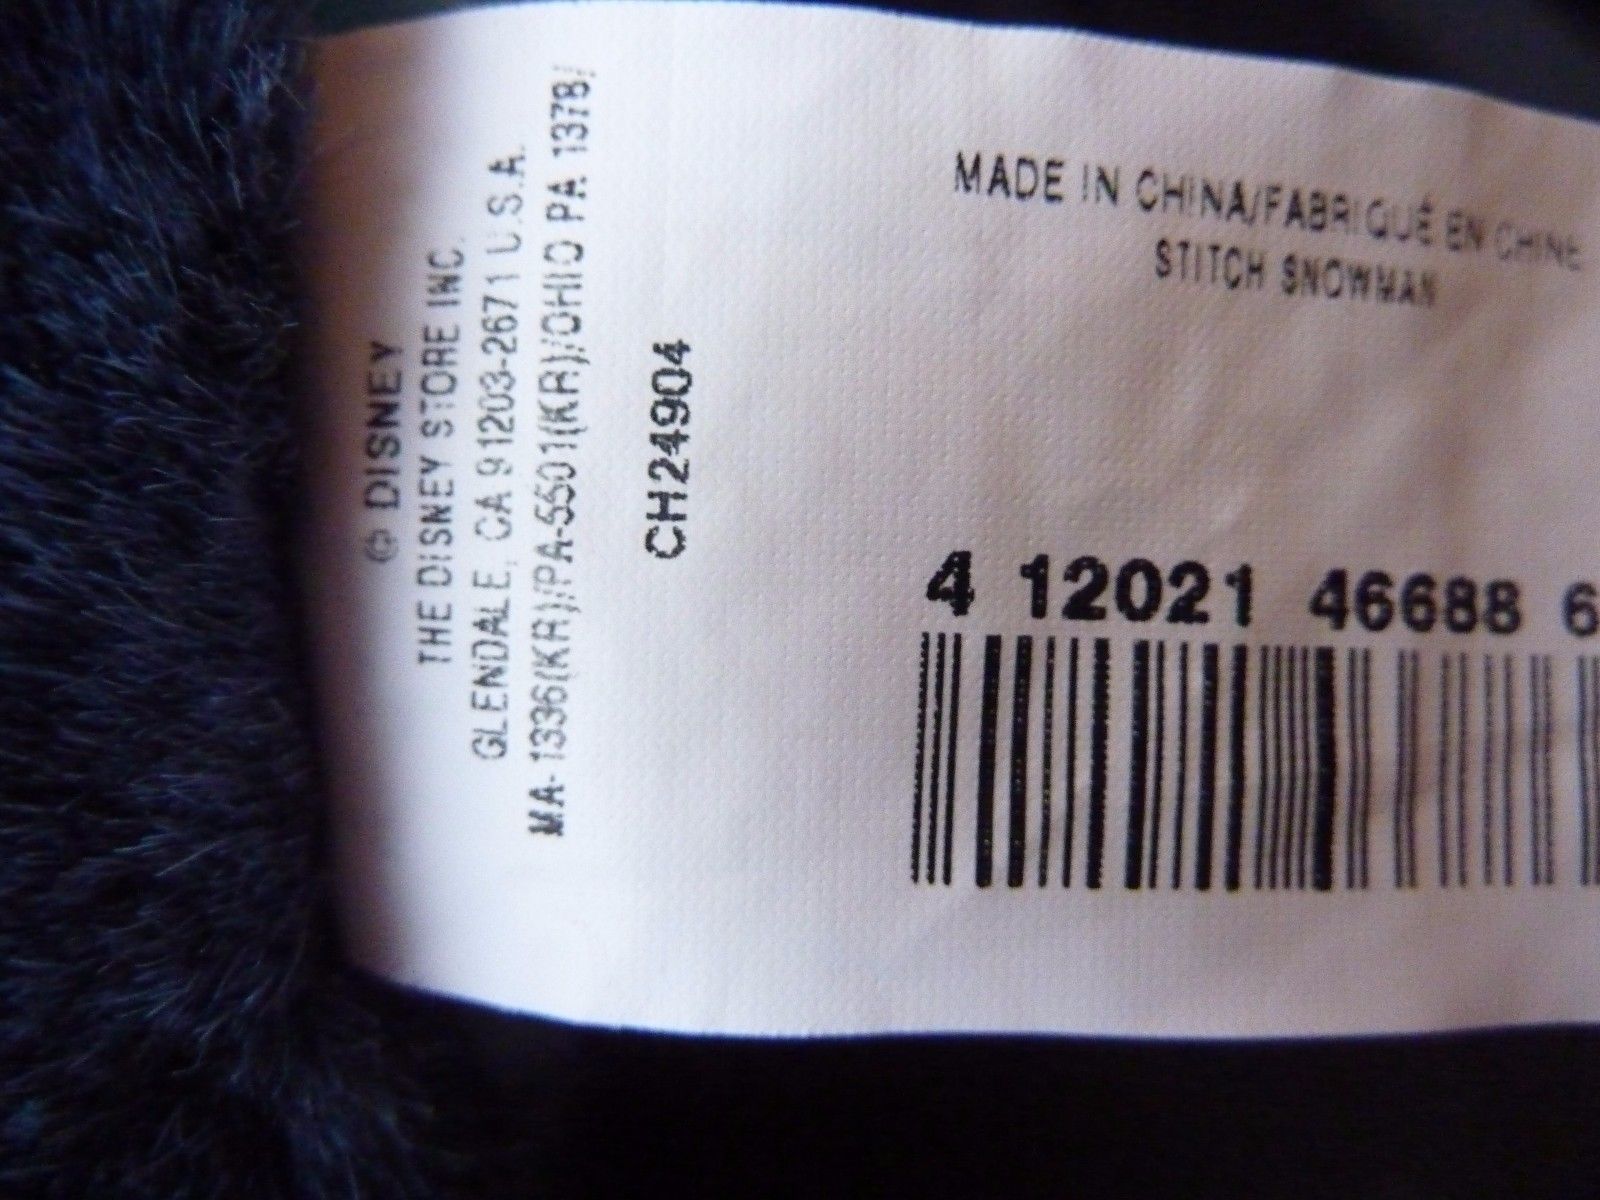 © DISNEY
THE DISNEY STORE INC.
GLENDALE, CA 91203-2671 U.S.A.
MA-1336(KR)/PA-5501(KR)/OHIO PA 1378/
CH24904
MADE IN CHINA/FABRIQUÉ EN CHINE
STITCH SNOWMAN
4 12021 46688 6